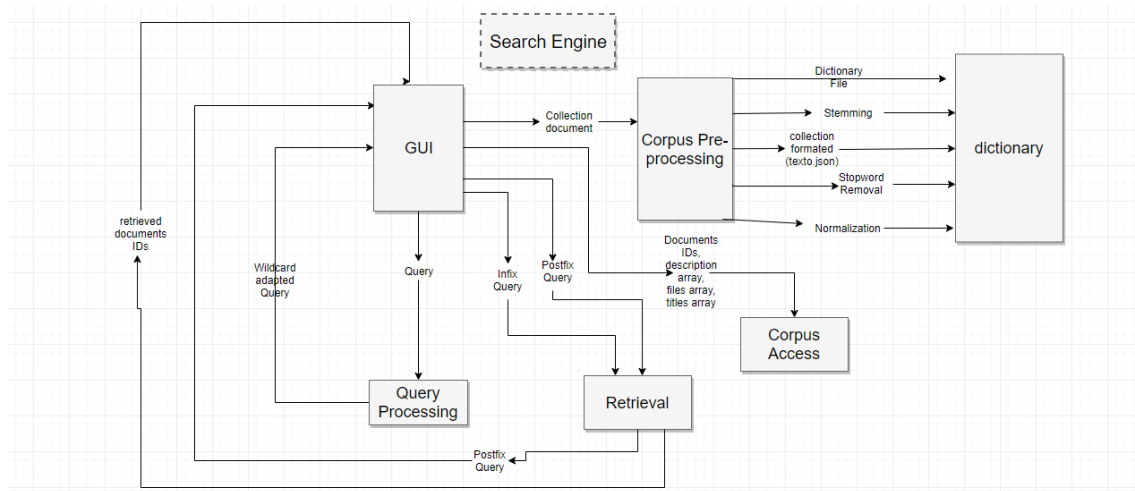 Search Engine
Dictionary
File
GUI
Collection
document
Corpus Pre-
processing
Stemming
collection
formated
(texto.json)
dictionary
Stopword
Removal
Normalization
retrieved
documents
IDs
Wildcard
adapted
Query
Query
Infix
Query
Postfix
Query
Documents
IDs,
description
array,
files array,
titles array
Corpus
Access
Query
Processing
Retrieval
Postfix
Query